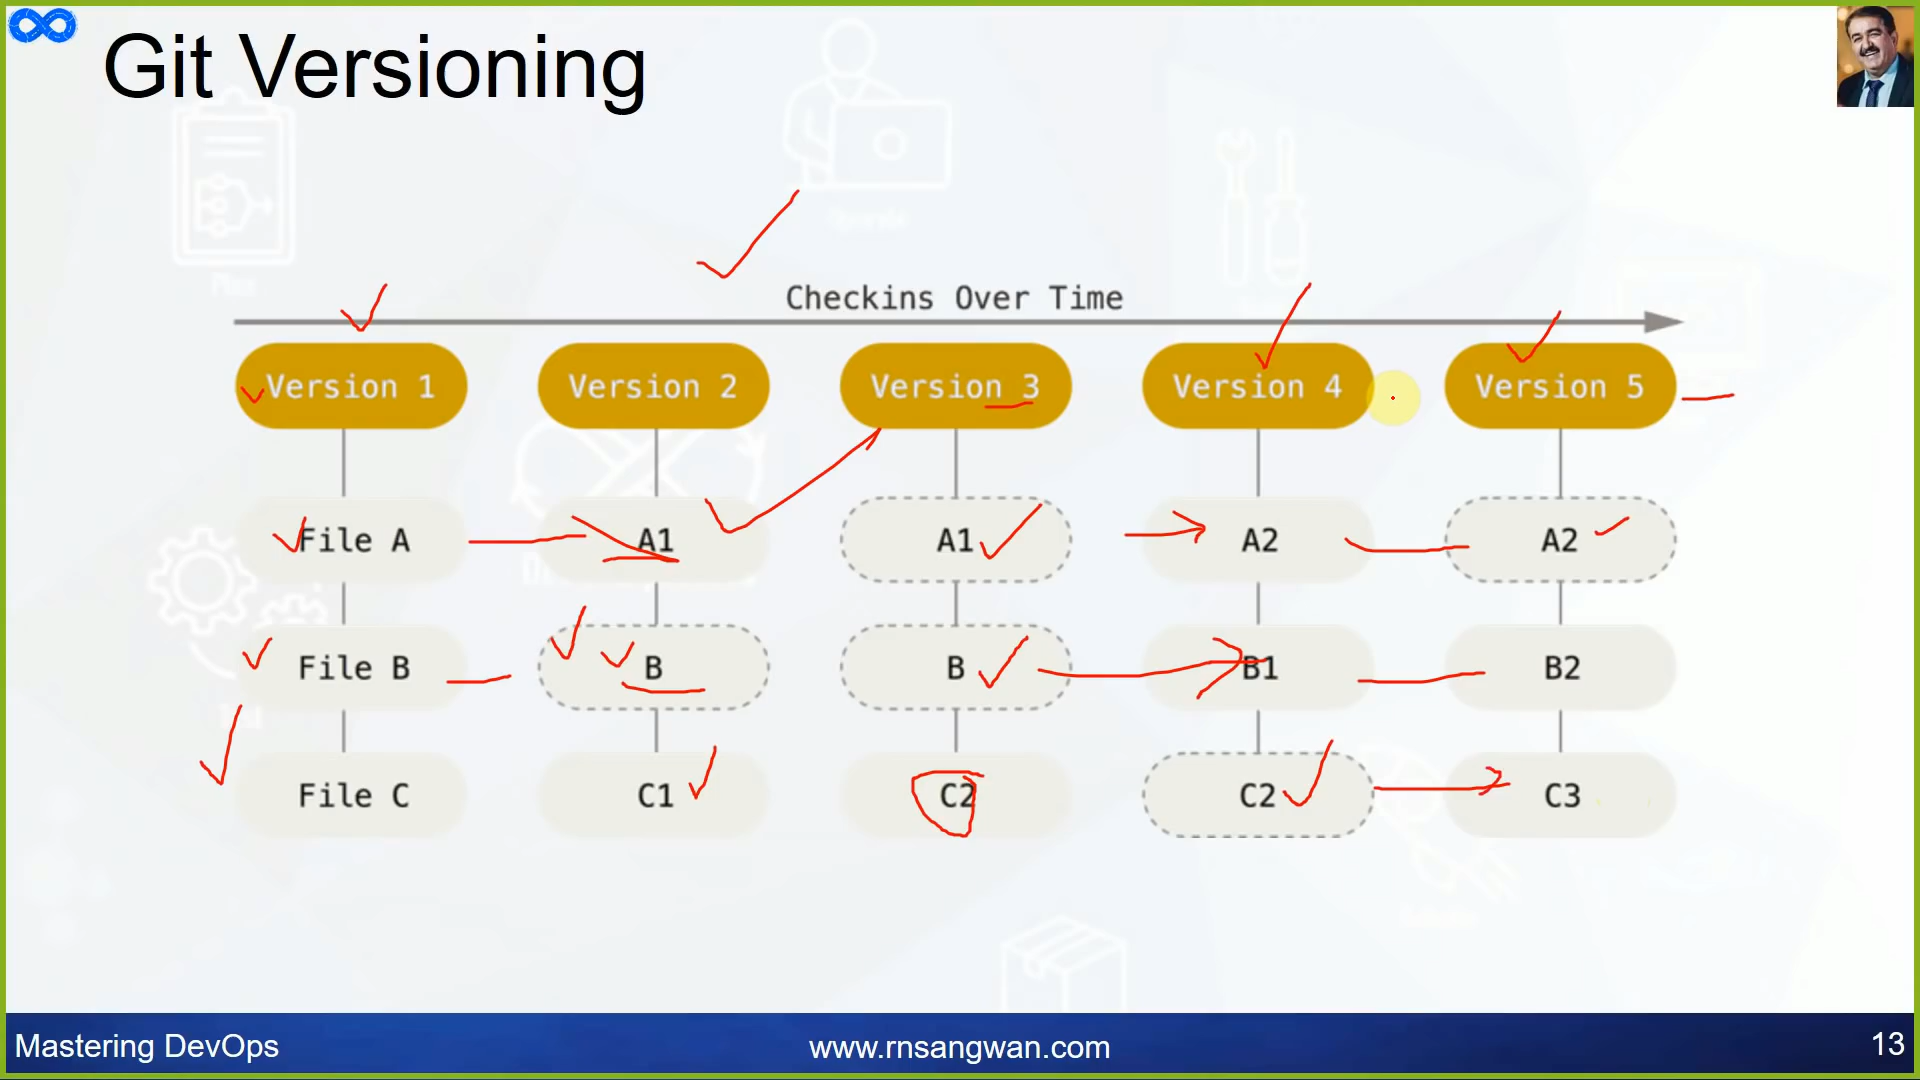 Git Versioning
Checkins Over Time
Version 1 Version 2 Version 3 Version 4 Version 5
File A A1 A1 A2 A2
File B B B B1 B2
File C C1 C2 C2 C3
Mastering DevOps www.rnsangwan.com 13